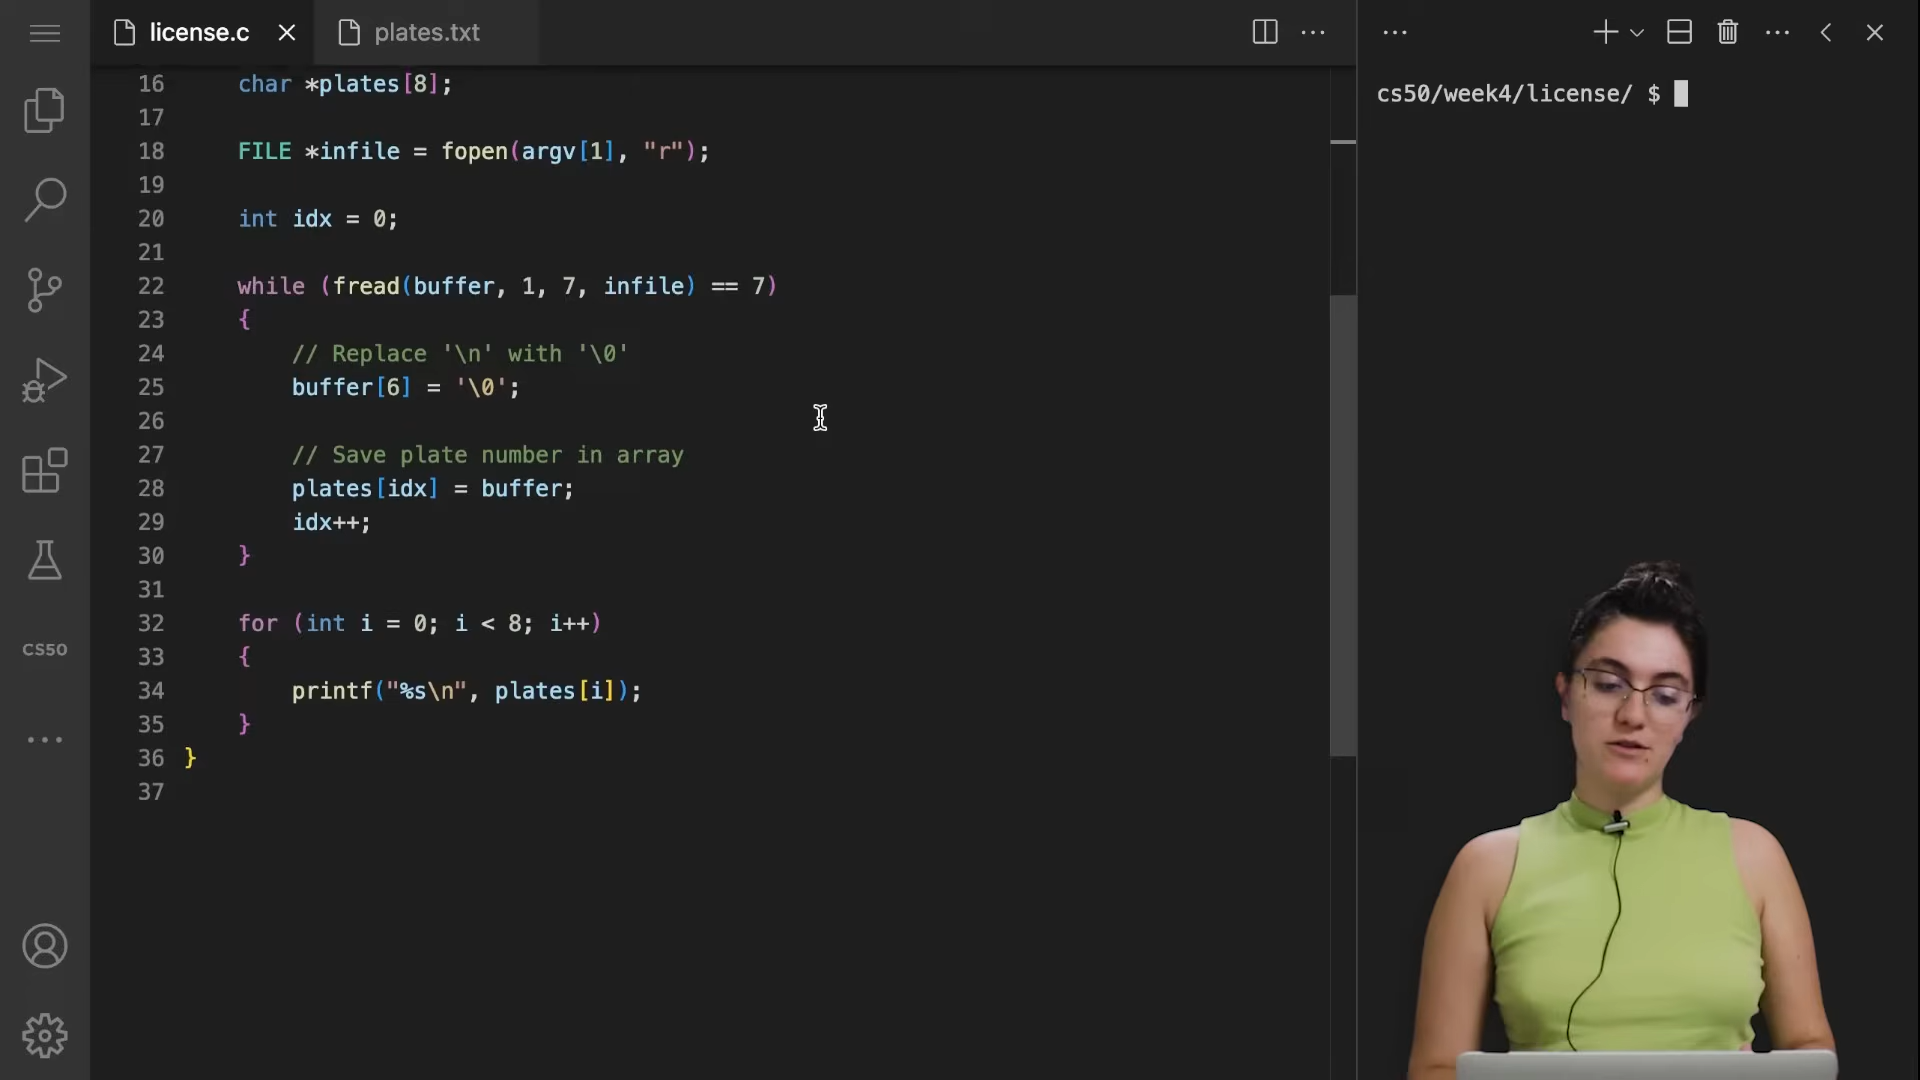 license.c
plates.txt
16 char *plates[8];
17
18 FILE *infile = fopen(argv[1], "r");
19
20 int idx = 0;
21
22 while (fread(buffer, 1, 7, infile) == 7)
23 {
24 // Replace '\n' with '\0'
25 buffer[6] = '\0';
26
27 // Save plate number in array
28 plates[idx] = buffer;
29 idx++;
30 }
31
32 for (int i = 0; i < 8; i++)
33 {
34 printf("%s\n", plates[i]);
35 }
36 }
37
CS50
cs50/week4/license/ $